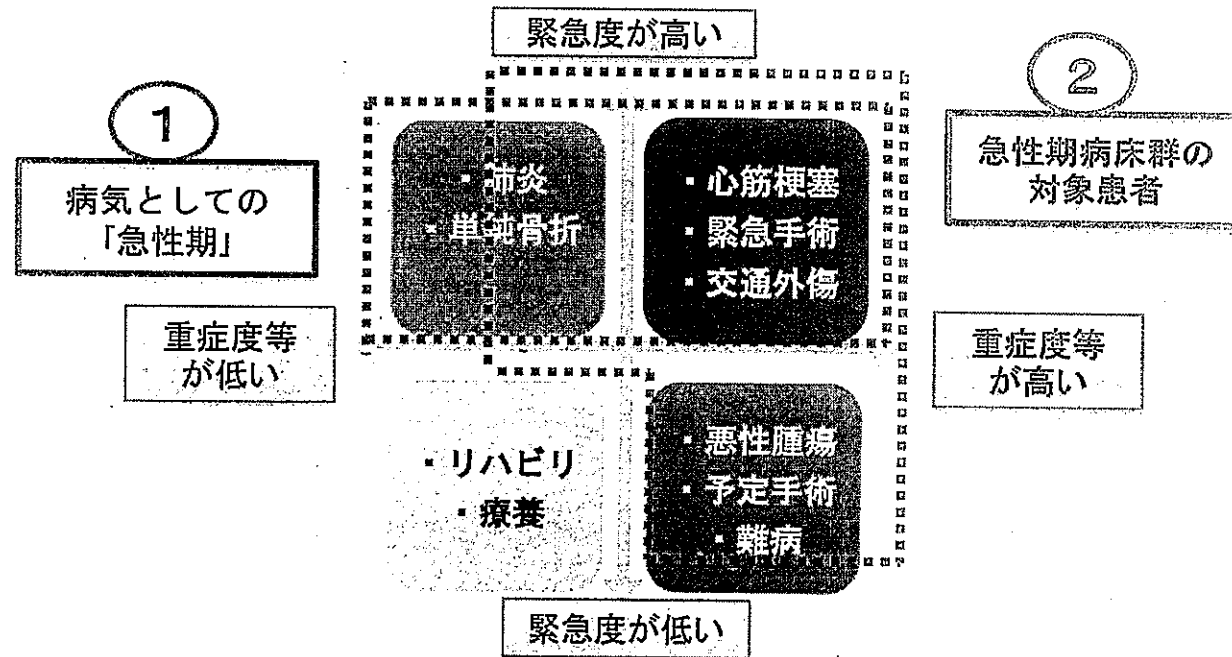 緊急度が高い
1
病気としての
「急性期」
2
急性期病床群の
対象患者
・肺炎
・単純骨折
・心筋梗塞
・緊急手術
・交通外傷
重症度等
が低い
重症度等
が高い
・リハビリ
・療養
・悪性腫瘍
・予定手術
・難病
緊急度が低い